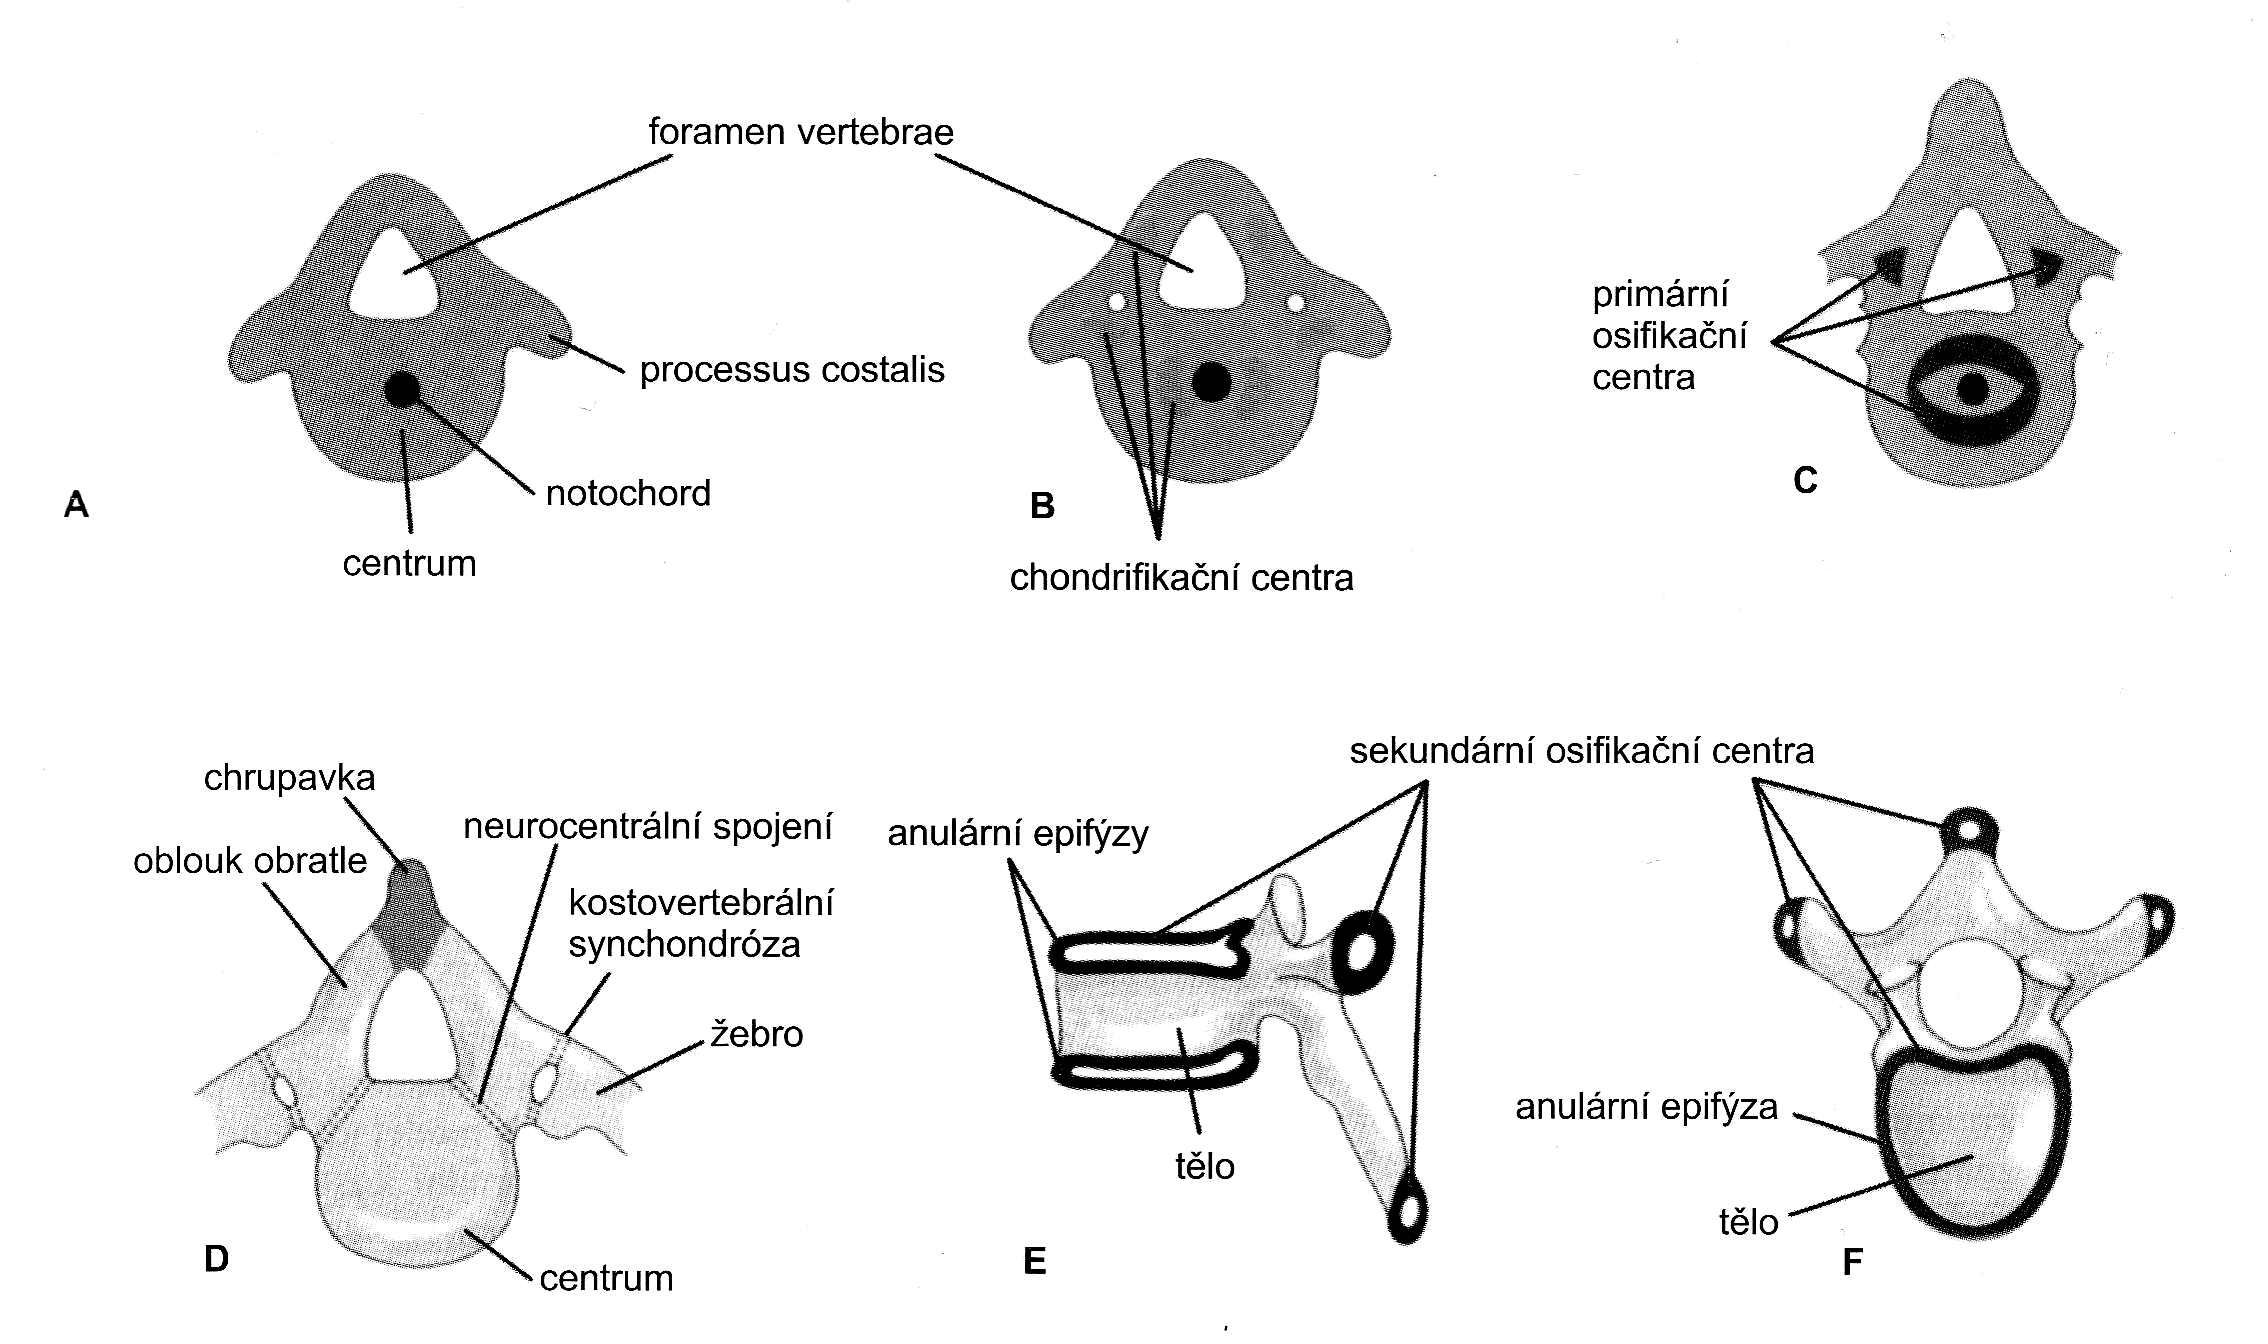 foramen vertebrae
processus costalis
notochord
centrum
A
chondrifikační centra
B
primární
osifikační
centra
C
chrupavka
oblouk obratle
neurocentrální spojení
kostovertebrální
synchondróza
žebro
centrum
D
sekundární osifikační centra
anulární epifýzy
tělo
E
anulární epifýza
tělo
F